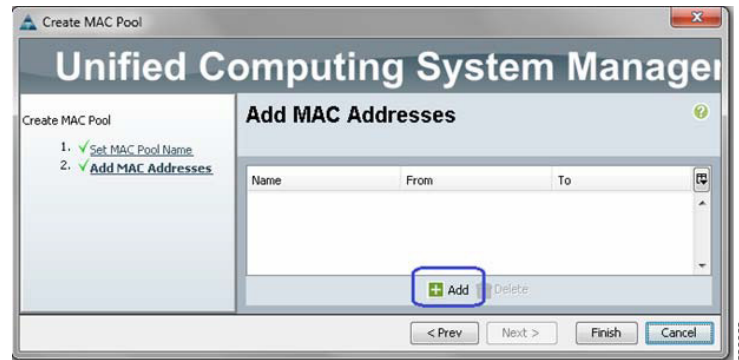 Create MAC Pool
Unified Computing System Manager
Create MAC Pool
1. Set MAC Pool Name
2. Add MAC Addresses
Add MAC Addresses
Name From To
Add Delete
< Prev Next > Finish Cancel